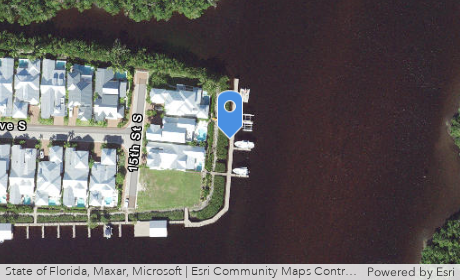 ve S
15th St S
State of Florida, Maxar, Microsoft | Esri Community Maps Contr...
Powered by Esri